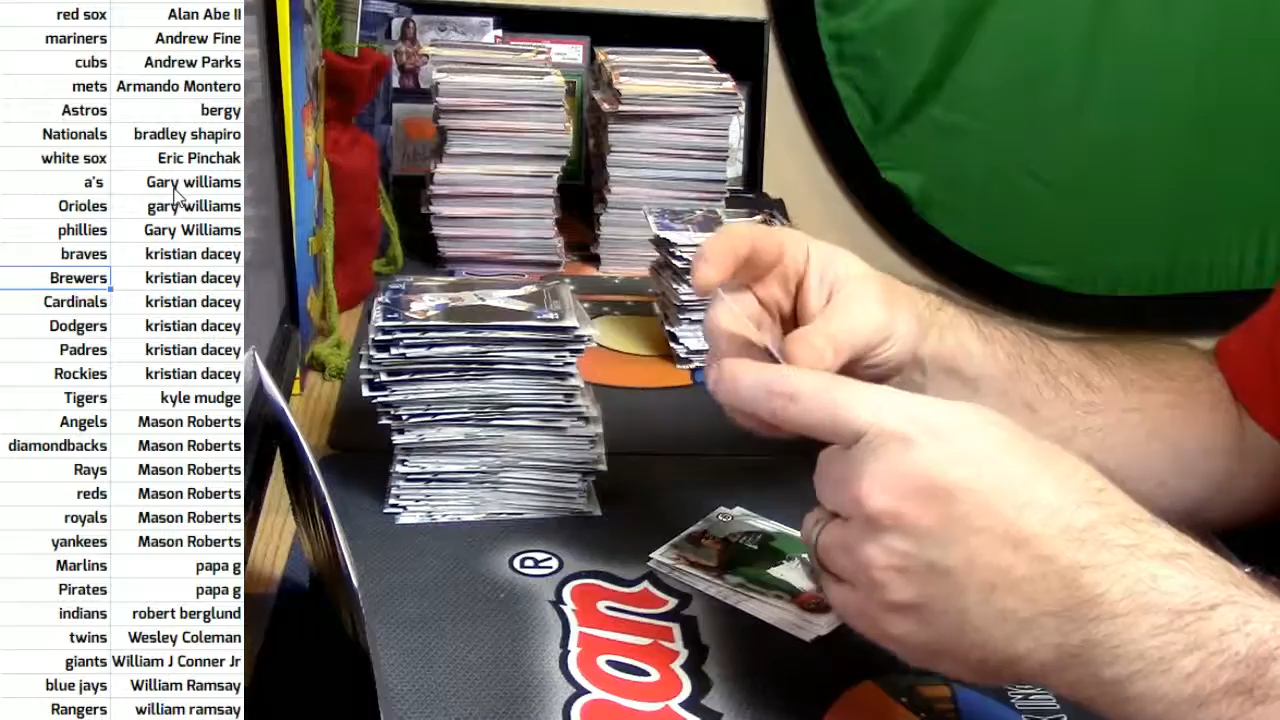 red sox Alan Abe II
mariners Andrew Fine
cubs Andrew Parks
mets Armando Montero
Astros bergy
Nationals bradley shapiro
white sox Eric Pinchak
a's Gary williams
Orioles gary williams
phillies Gary Williams
braves kristian dacey
Brewers kristian dacey
Cardinals kristian dacey
Dodgers kristian dacey
Padres kristian dacey
Rockies kristian dacey
Tigers kyle mudge
Angels Mason Roberts
diamondbacks Mason Roberts
Rays Mason Roberts
reds Mason Roberts
royals Mason Roberts
yankees Mason Roberts
Marlins papa g
Pirates papa g
indians robert berglund
twins Wesley Coleman
giants William J Conner Jr
blue jays William Ramsay
Rangers william ramsay
®